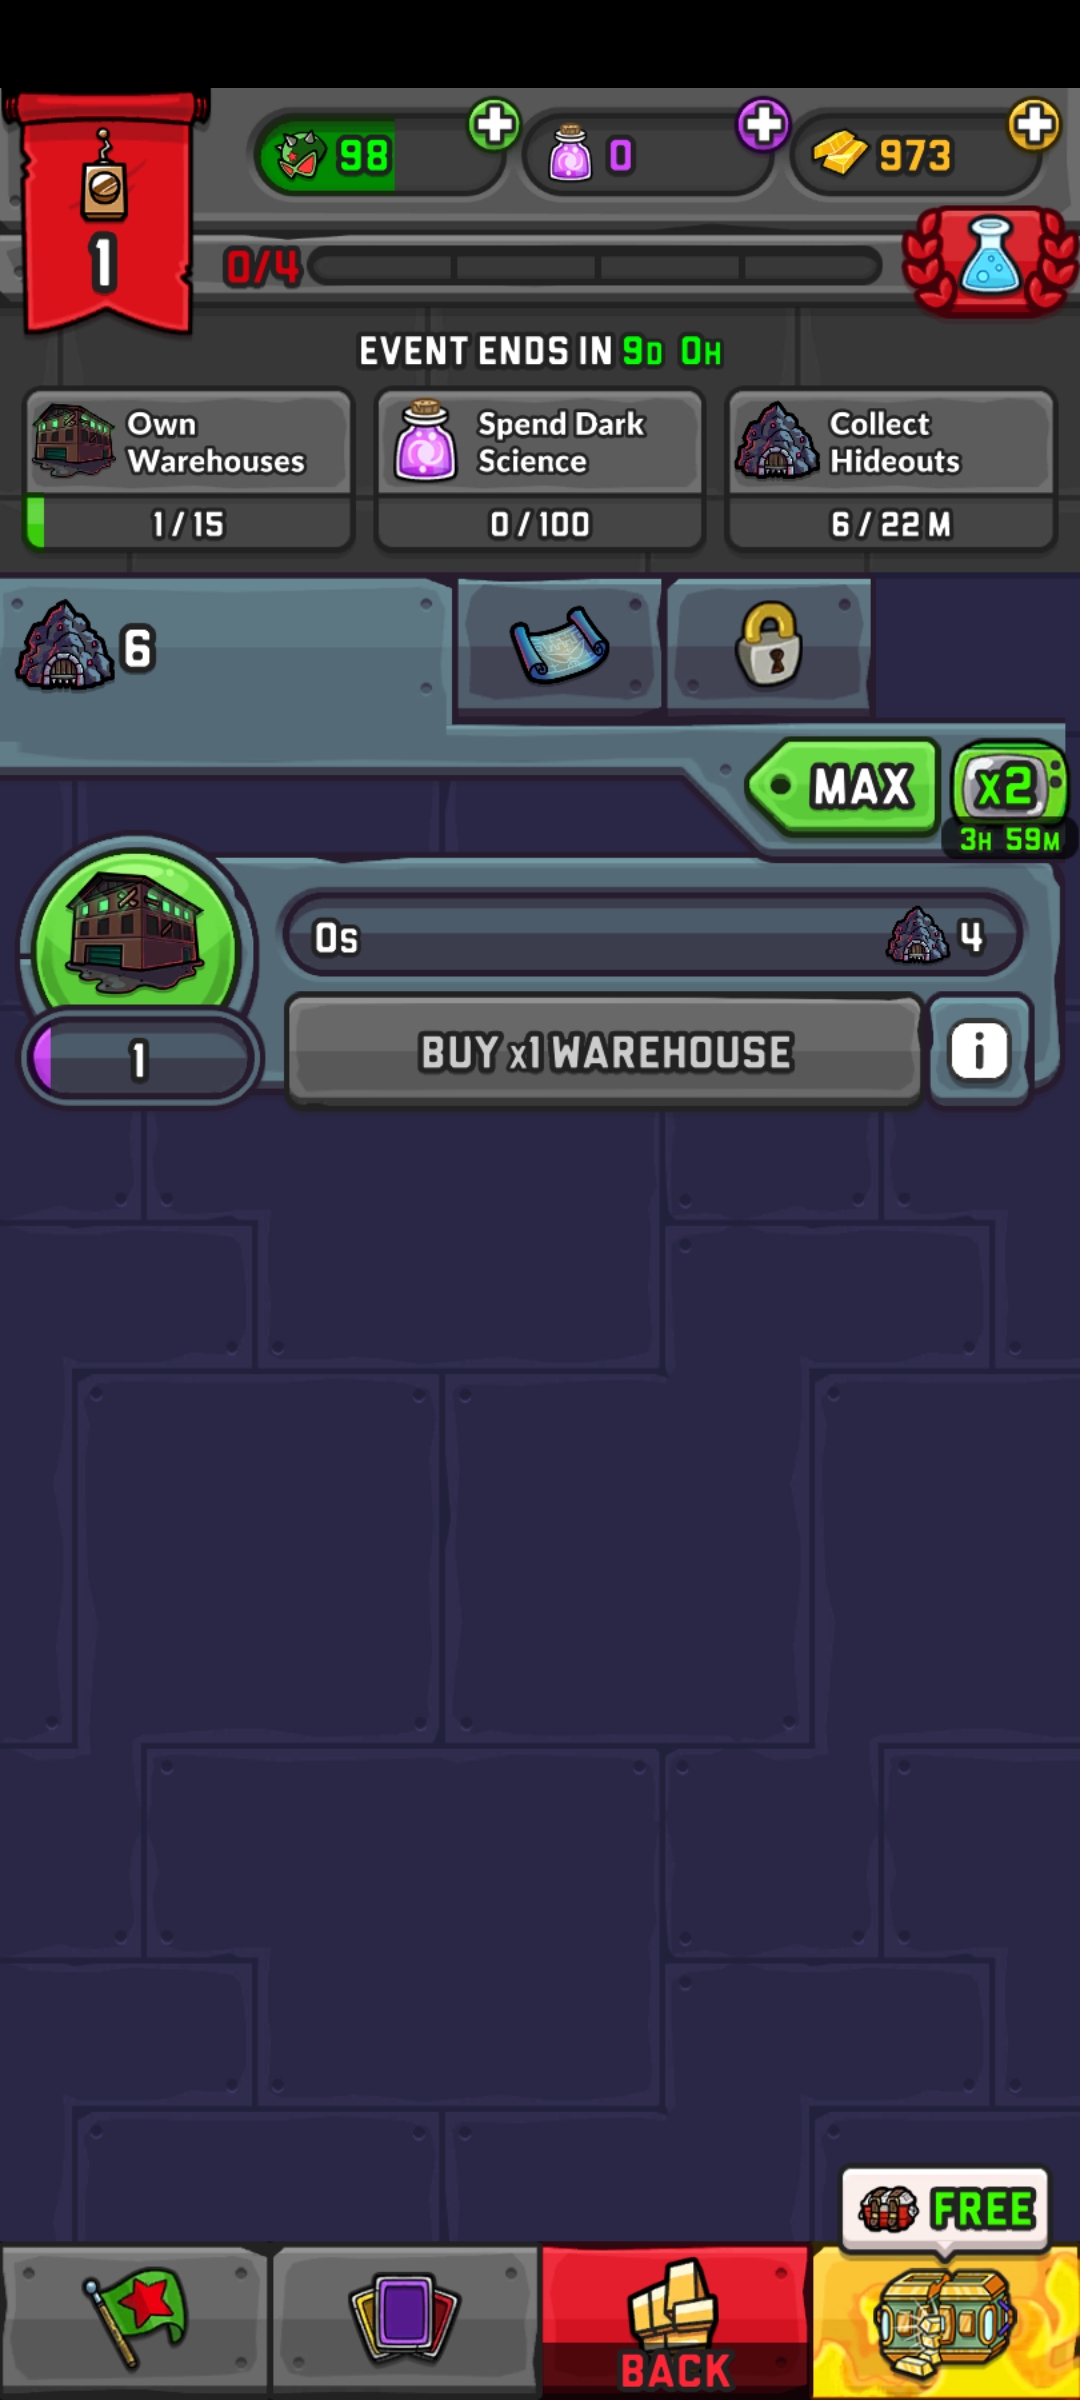 98
0
973
1
0/4
EVENT ENDS IN 9D 0H
Own
Warehouses
1 / 15
Spend Dark
Science
0 / 100
Collect
Hideouts
6 / 22 M
6
MAX
x2
3H 59M
0s
4
1
BUY x1 WAREHOUSE
i
FREE
BACK